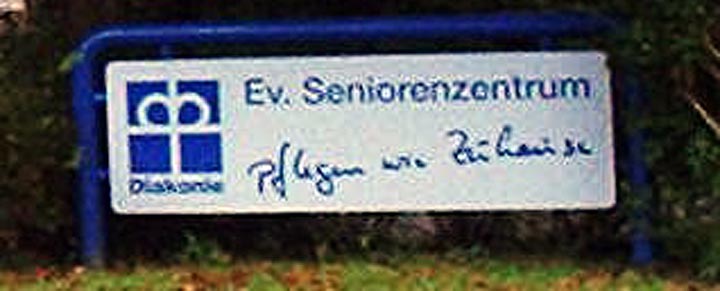 Ev. Seniorenzentrum
pflegen wie Zuhause
Diakonie